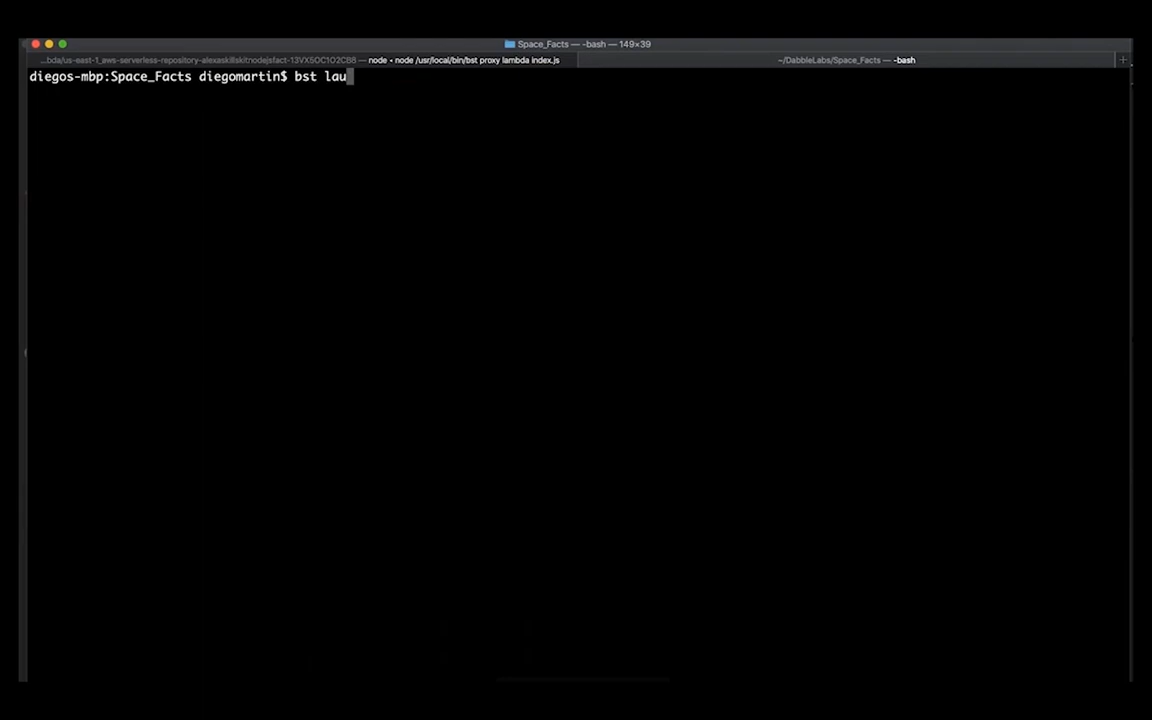 Space_Facts — -bash — 149×39
...bda/us-east-1_aws-serverless-repository-alexaskillskitnodejsfact-13VX5OC1O2CB8 — node • node /usr/local/bin/bst proxy lambda index.js
~/DabbleLabs/Space_Facts — -bash
diegos-mbp:Space_Facts diegomartin$ bst lau